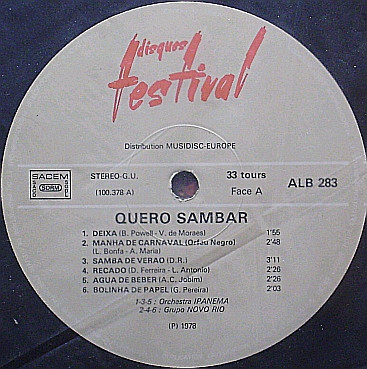 disques
festival
Distribution MUSIDISC-EUROPE
SACEM
SDRM
STEREO-G.U.
(100.378 A)
33 tours
Face A
ALB 283
QUERO SAMBAR
1. DEIXA (B. Powell - V. de Moraes) 1'55
2. MANHA DE CARNAVAL (Orfao Negro) 2'48
(L. Bonfa - A. Maria)
3. SAMBA DE VERAO (D.R.) 3'11
4. RECADO (D. Ferreira - L. Antonio) 2'26
5. AGUA DE BEBER (A.C. Jobim) 2'26
6. BOLINHA DE PAPEL (G. Pereira) 2'03
1-3-5 : Orchestra IPANEMA
2-4-6 : Grupo NOVO RIO
(P) 1978